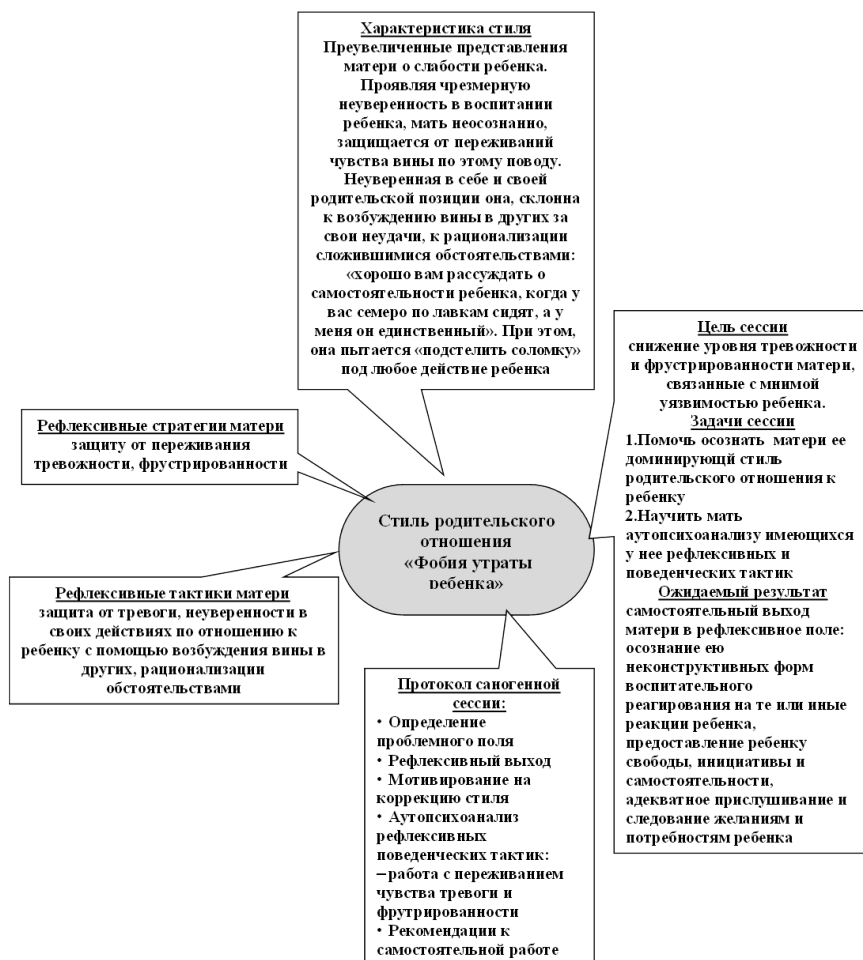 Характеристика стиля
Преувеличенные представления
матери о слабости ребенка.
Проявляя чрезмерную
неуверенность в воспитании
ребенка, мать неосознанно,
защищается от переживаний
чувства вины по этому поводу.
Неуверенная в себе и своей
родительской позиции она, склонна
к возбуждению вины в других за
свои неудачи, к рационализации
сложившимися обстоятельствами:
«хорошо вам рассуждать о
самостоятельности ребенка, когда у
вас семеро по лавкам сидят, а у
меня он единственный». При этом,
она пытается «подстелить соломку»
под любое действие ребенка
Рефлексивные стратегии матери
защиту от переживания
тревожности, фрустрированности
Стиль родительского
отношения
«Фобия утраты
ребенка»
Рефлексивные тактики матери
защита от тревоги, неуверенности в
своих действиях по отношению к
ребенку с помощью возбуждения вины в
других, рационализации
обстоятельствами
Цель сессии
снижение уровня тревожности
и фрустрированности матери,
связанные с мнимой
уязвимостью ребенка.
Задачи сессии
1.Помочь осознать матери ее
доминирующй стиль
родительского отношения к
ребенку
2.Научить мать
аутопсихоанализу имеющихся
у нее рефлексивных и
поведенческих тактик
Ожидаемый результат
самостоятельный выход
матери в рефлексивное поле:
осознание ею
неконструктивных форм
воспитательного
реагирования на те или иные
реакции ребенка,
предоставление ребенку
свободы, инициативы и
самостоятельности,
адекватное прислушивание и
следование желаниям и
потребностям ребенка
Протокол саногенной
сессии:
• Определение
проблемного поля
• Рефлексивный выход
• Мотивирование на
коррекцию стиля
• Аутопсихоанализ
рефлексивных
поведенческих тактик:
–работа с переживанием
чувства тревоги и
фрутрированности
• Рекомендации к
самостоятельной работе